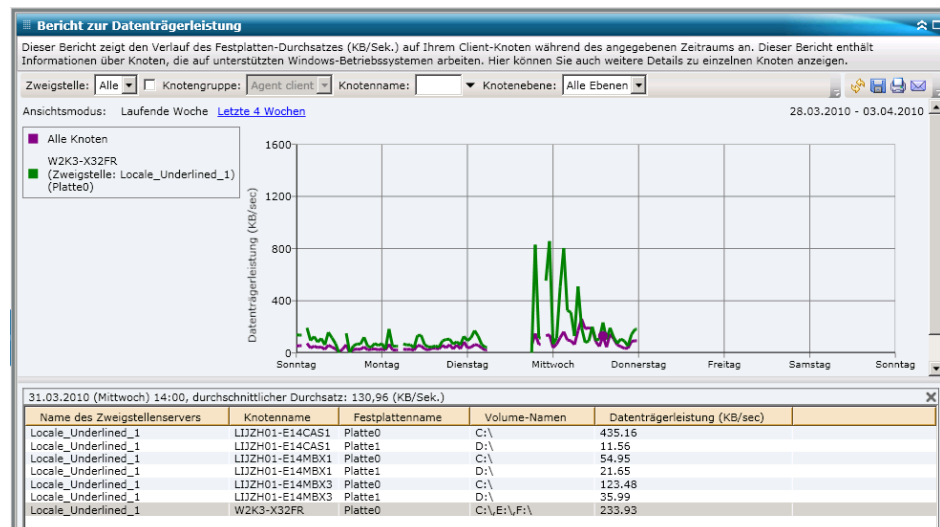 Bericht zur Datenträgerleistung
Dieser Bericht zeigt den Verlauf des Festplatten-Durchsatzes (KB/Sek.) auf Ihrem Client-Knoten während des angegebenen Zeitraums an. Dieser Bericht enthält
Informationen über Knoten, die auf unterstützten Windows-Betriebssystemen arbeiten. Hier können Sie auch weitere Details zu einzelnen Knoten anzeigen.
Zweigstelle: Alle Knotengruppe: Agent client Knotenname: Knotenebene: Alle Ebenen
Ansichtsmodus: Laufende Woche Letzte 4 Wochen 28.03.2010 - 03.04.2010
Alle Knoten
W2K3-X32FR
(Zweigstelle: Locale_Underlined_1)
(Platte0)
Datenträgerleistung (KB/sec)
1600
1200
800
400
0
Sonntag Montag Dienstag Mittwoch Donnerstag Freitag Samstag Sonntag
31.03.2010 (Mittwoch) 14:00, durchschnittlicher Durchsatz: 130,96 (KB/Sek.)
Name des Zweigstellenservers Knotenname Festplattenname Volume-Namen Datenträgerleistung (KB/sec)
Locale_Underlined_1 LIJZH01-E14CAS1 Platte0 C:\ 435.16
Locale_Underlined_1 LIJZH01-E14CAS1 Platte1 D:\ 11.56
Locale_Underlined_1 LIJZH01-E14MBX1 Platte0 C:\ 54.95
Locale_Underlined_1 LIJZH01-E14MBX1 Platte1 D:\ 21.65
Locale_Underlined_1 LIJZH01-E14MBX3 Platte0 C:\ 123.48
Locale_Underlined_1 LIJZH01-E14MBX3 Platte1 D:\ 35.99
Locale_Underlined_1 W2K3-X32FR Platte0 C:\,E:\,F:\ 233.93